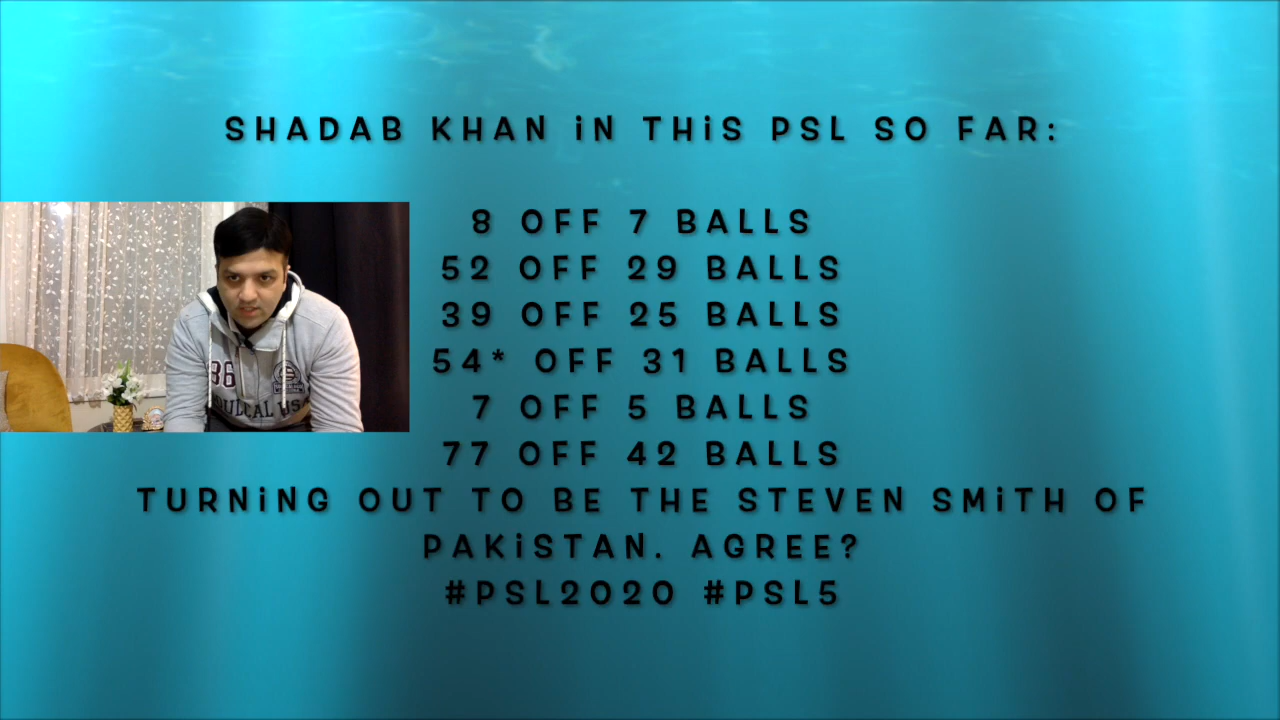 SHADAB KHAN iN THiS PSL SO FAR:
8 OFF 7 BALLS
52 OFF 29 BALLS
39 OFF 25 BALLS
54* OFF 31 BALLS
7 OFF 5 BALLS
77 OFF 42 BALLS
TURNiNG OUT TO BE THE STEVEN SMiTH OF
PAKiSTAN. AGREE?
#PSL2020 #PSL5
86